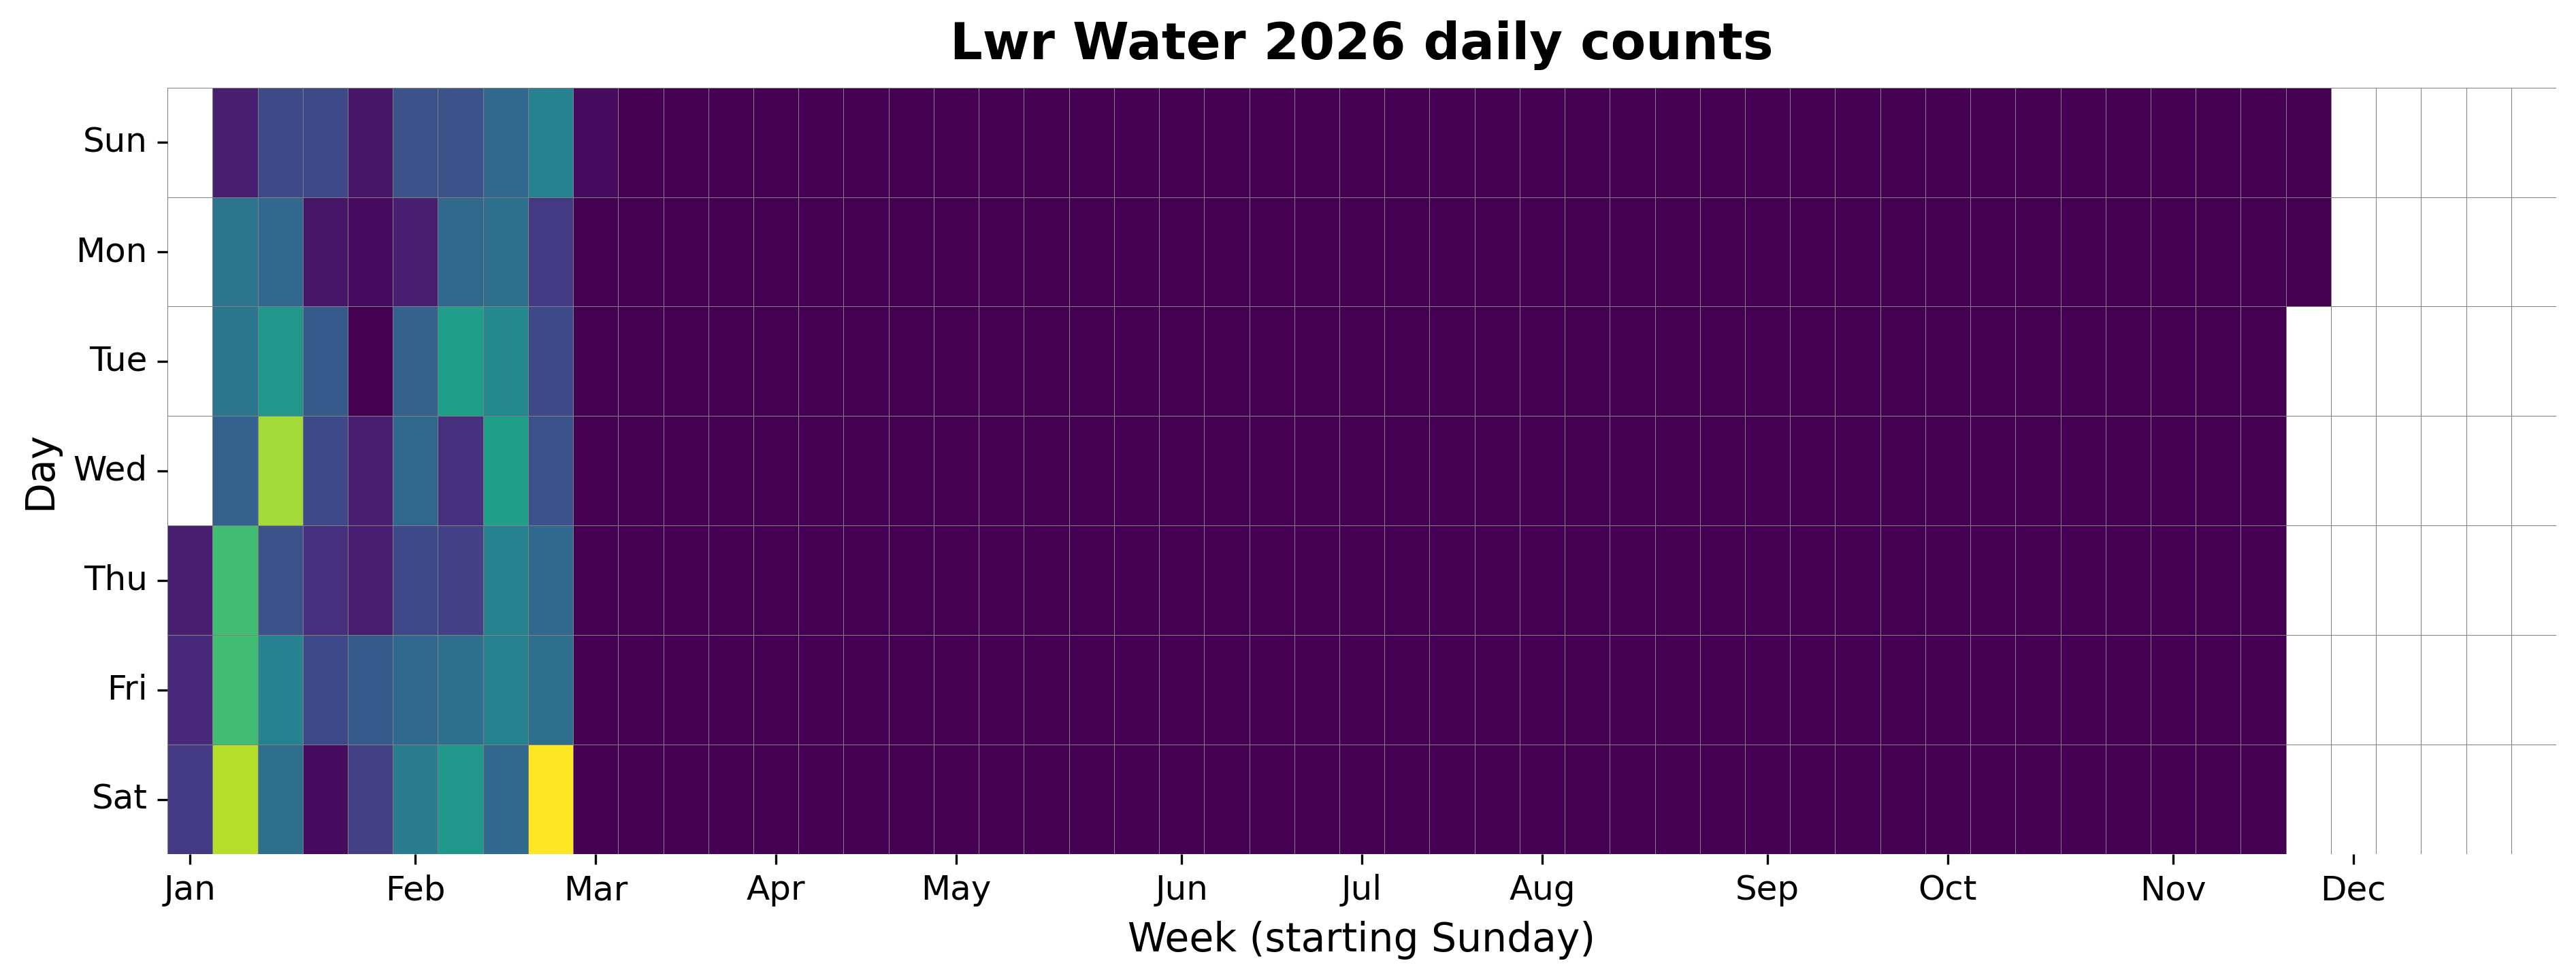 Lwr Water 2026 daily counts
Sun
Mon
Tue
Wed
Thu
Fri
Sat
Day
Jan Feb Mar Apr May Jun Jul Aug Sep Oct Nov Dec
Week (starting Sunday)